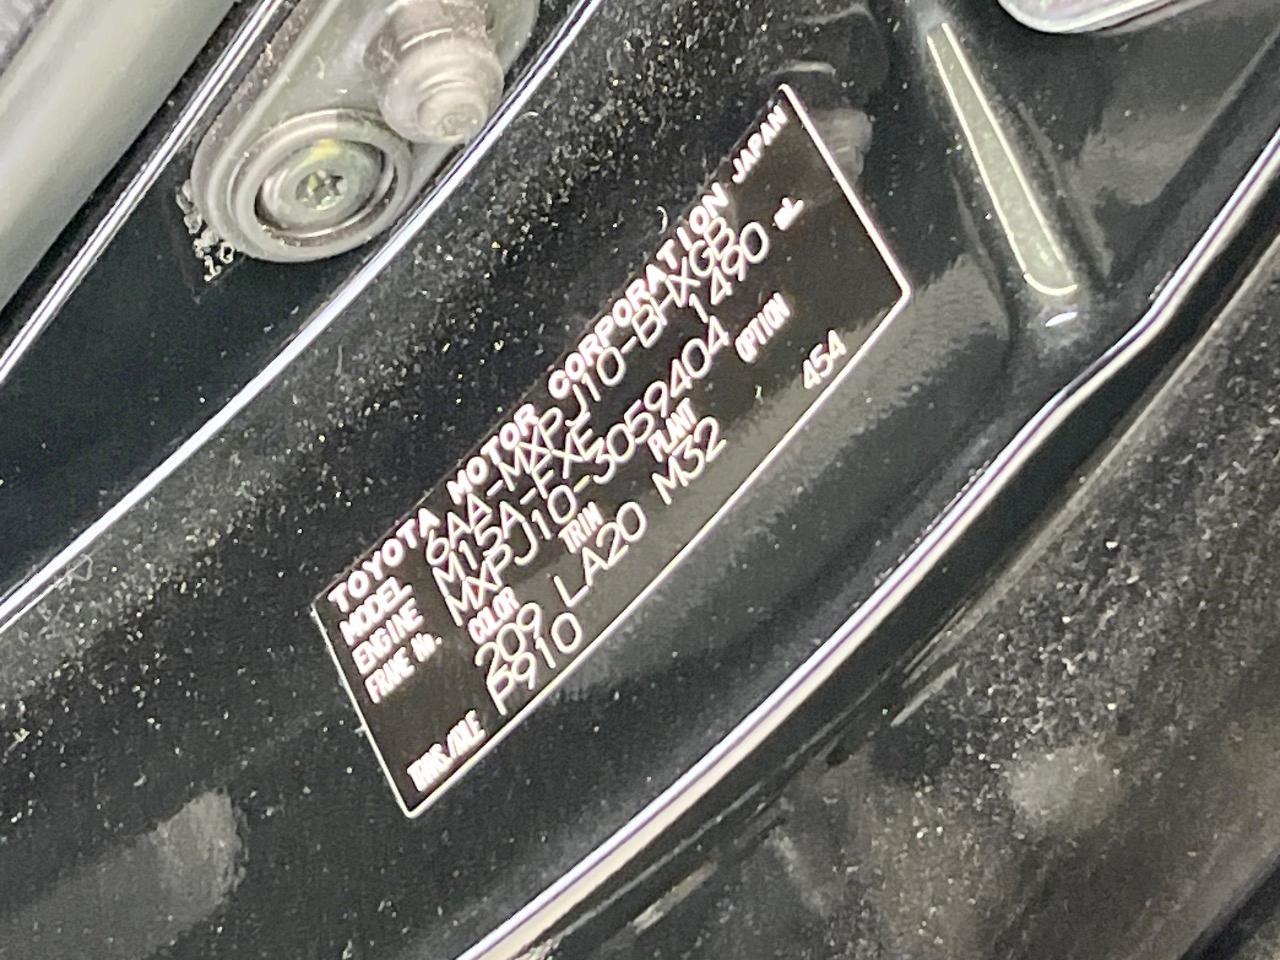 TOYOTA MOTOR CORPORATION JAPAN
MODEL 6AA-MXPJ10-BHXGB
ENGINE M15A-FXE 1490 mL
FRAME No. MXPJ10-3059404
COLOR TRIM PLANT OPTION
209 LA20 M32 454
TRANS./AXLE P910